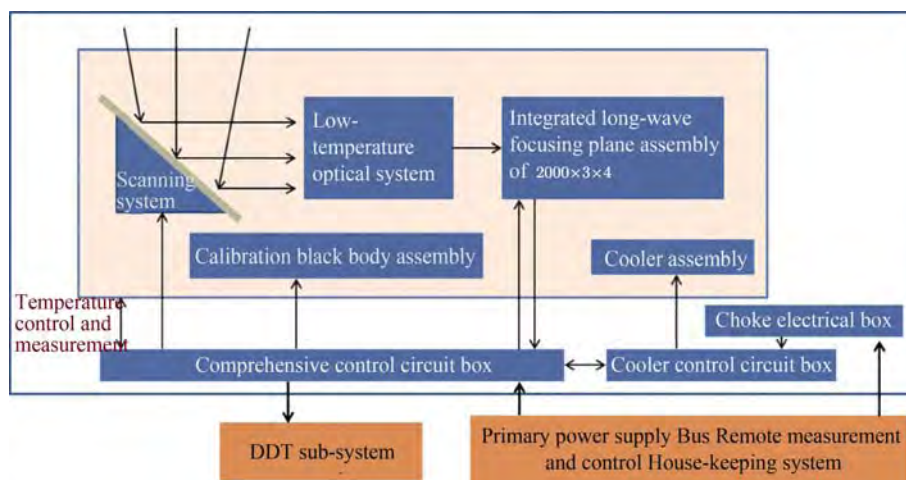 Low-
temperature
optical system
Integrated long-wave
focusing plane assembly
of 2000×3×4
Scanning
system
Calibration black body assembly
Cooler assembly
Temperature
control and
measurement
Choke electrical box
Comprehensive control circuit box
Cooler control circuit box
DDT sub-system
Primary power supply Bus Remote measurement
and control House-keeping system